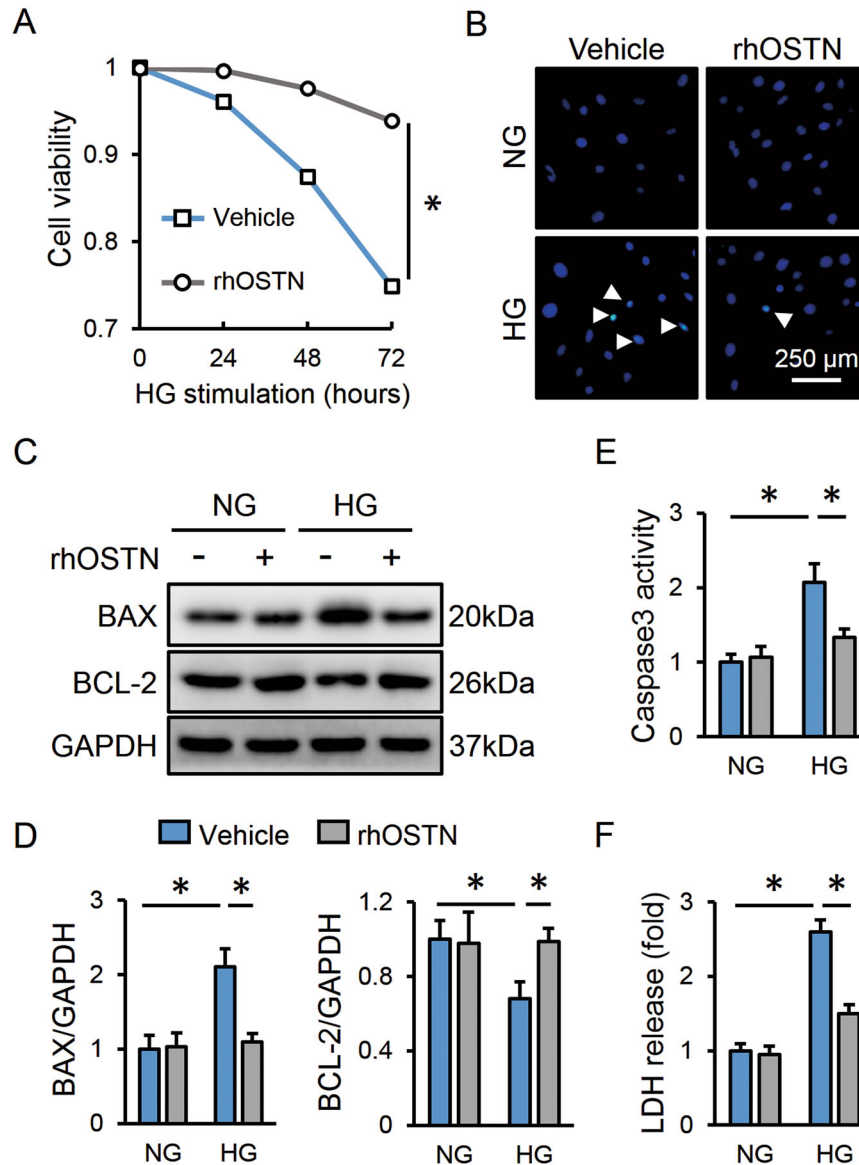 A
1
0.9
0.8
0.7
Cell viability
Vehicle
rhOSTN
*
0 24 48 72
HG stimulation (hours)
B
Vehicle rhOSTN
NG
HG
250 µm
C
NG HG
rhOSTN - + - +
BAX 20kDa
BCL-2 26kDa
GAPDH 37kDa
E
* *
3
2
1
0
Caspase3 activity
NG HG
D
Vehicle rhOSTN
* *
3
2
1
0
BAX/GAPDH
NG HG
* *
1.2
0.8
0.4
0
BCL-2/GAPDH
NG HG
F
* *
3
2
1
0
LDH release (fold)
NG HG